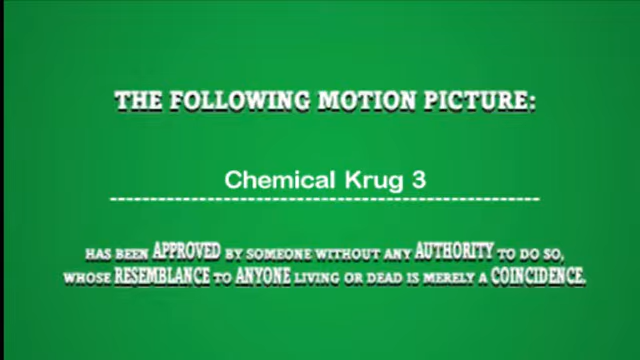 THE FOLLOWING MOTION PICTURE:
Chemical Krug 3
HAS BEEN APPROVED BY SOMEONE WITHOUT ANY AUTHORITY TO DO SO,
WHOSE RESEMBLANCE TO ANYONE LIVING OR DEAD IS MERELY A COINCIDENCE.